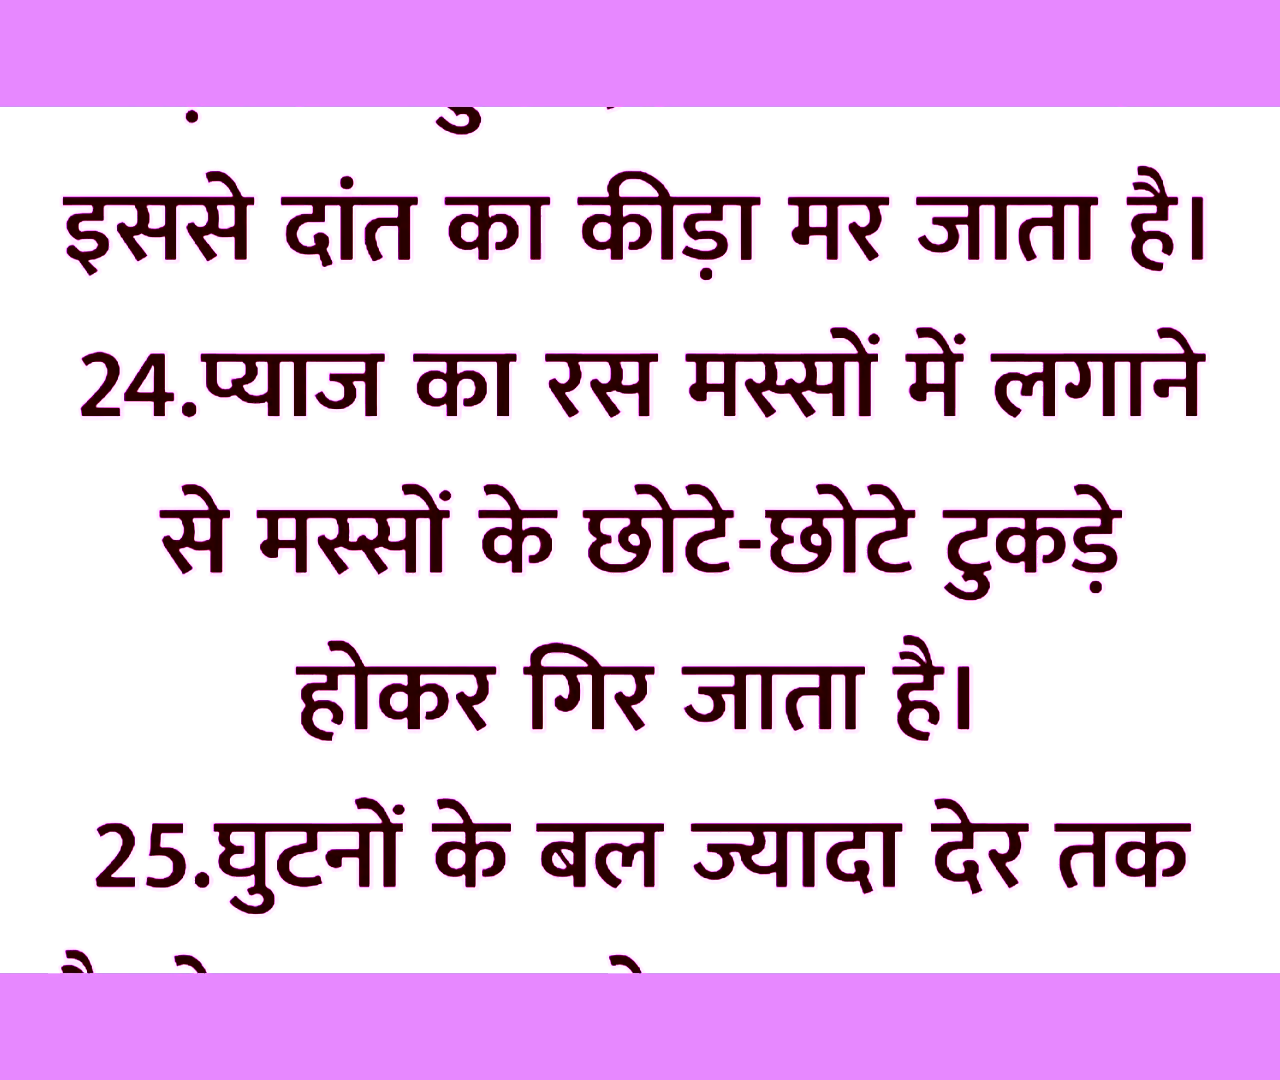 इससे दांत का कीड़ा मर जाता है।
24.प्याज का रस मस्सों में लगाने
से मस्सों के छोटे-छोटे टुकड़े
होकर गिर जाता है।
25.घुटनों के बल ज्यादा देर तक